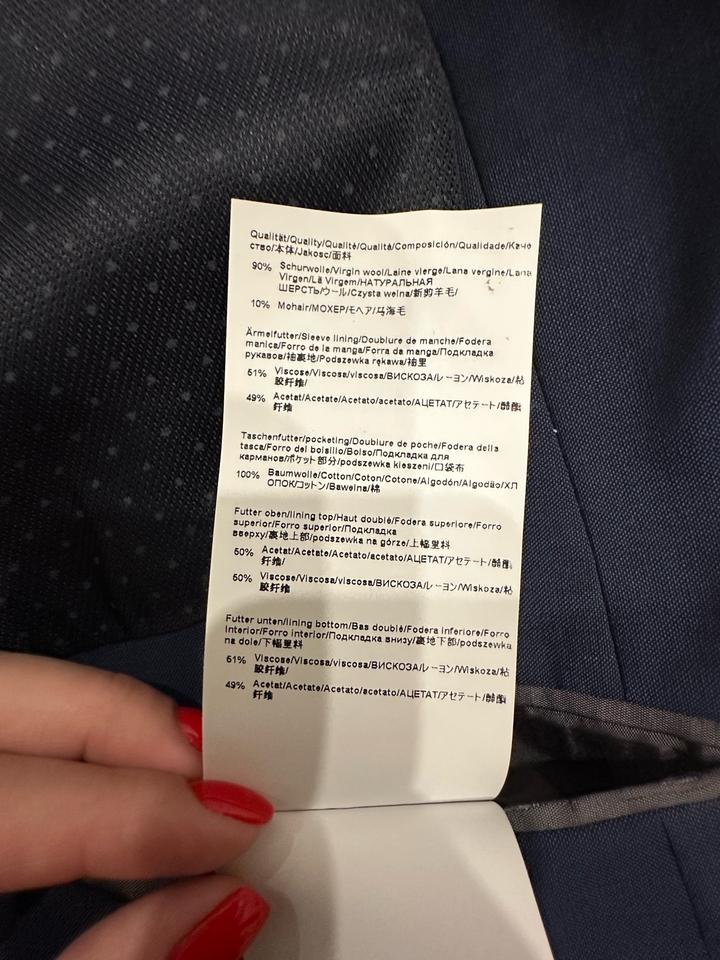 Qualität/Quality/Qualité/Qualità/Composición/Qualidade/Каче
ство/本体/Jakosc/面料
90% Schurwolle/Virgin wool/Laine vierge/Lana vergine/Lana
Virgen/Lã Virgem/НАТУРАЛЬНАЯ
ШЕРСТЬ/ウール/Czysta welna/新剪羊毛/
10% Mohair/МОХЕР/モヘア/马海毛
Ärmelfutter/Sleeve lining/Doublure de manche/Fodera
manica/Forro de la manga/Forra da manga/Подкладка
рукавов/袖裏地/Podszewka rękawa/袖里
51% Viscose/Viscosa/viscosa/ВИСКОЗА/レーヨン/Wiskoza/粘
胶纤维/
49% Acetat/Acetate/Acetato/acetato/АЦЕТАТ/アセテート/醋酯
纤维
Taschenfutter/pocketing/Doublure de poche/Fodera della
tasca/Forro del bolsillo/Bolso/Подкладка для
карманов/ポケット部分/podszewka kieszeni/口袋布
100% Baumwolle/Cotton/Coton/Cotone/Algodón/Algodão/ХЛ
ОПОК/コットン/Bawelna/棉
Futter oben/lining top/Haut doublé/Fodera superiore/Forro
superior/Forro superior/Подкладка
вверху/裏地上部/podszewka na górze/上幅里料
50% Acetat/Acetate/Acetato/acetato/АЦЕТАТ/アセテート/醋酯
纤维/
50% Viscose/Viscosa/viscosa/ВИСКОЗА/レーヨン/Wiskoza/粘
胶纤维
Futter unten/lining bottom/Bas doublé/Fodera inferiore/Forro
interior/Forro interior/Подкладка внизу/裏地下部/podszewka
na dole/下幅里料
51% Viscose/Viscosa/viscosa/ВИСКОЗА/レーヨン/Wiskoza/粘
胶纤维/
49% Acetat/Acetate/Acetato/acetato/АЦЕТАТ/アセテート/醋酯
纤维